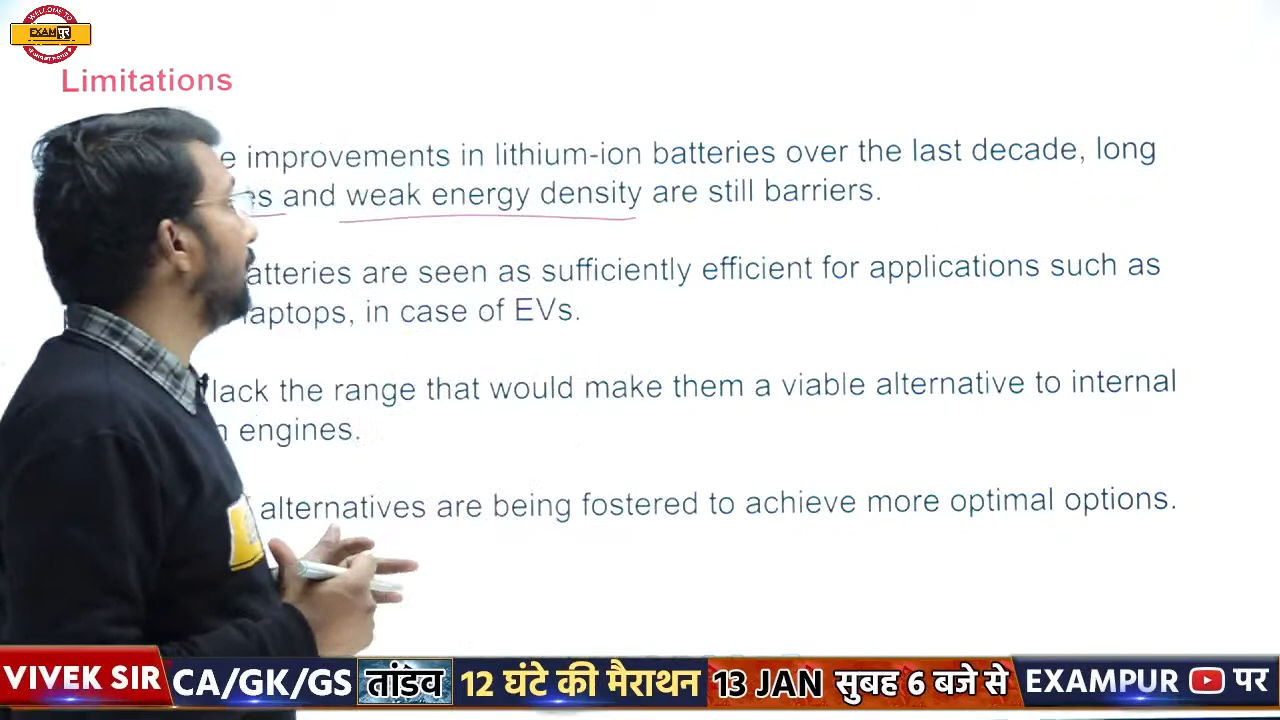 WELCOME TO
EXAMपुर
Limitations
improvements in lithium-ion batteries over the last decade, long
and weak energy density are still barriers.
are seen as sufficiently efficient for applications such as
laptops, in case of EVs.
lack the range that would make them a viable alternative to internal
engines.
alternatives are being fostered to achieve more optimal options.
VIVEK SIR CA/GK/GS तांडव 12 घंटे की मैराथन 13 JAN सुबह 6 बजे से EXAMPUR पर